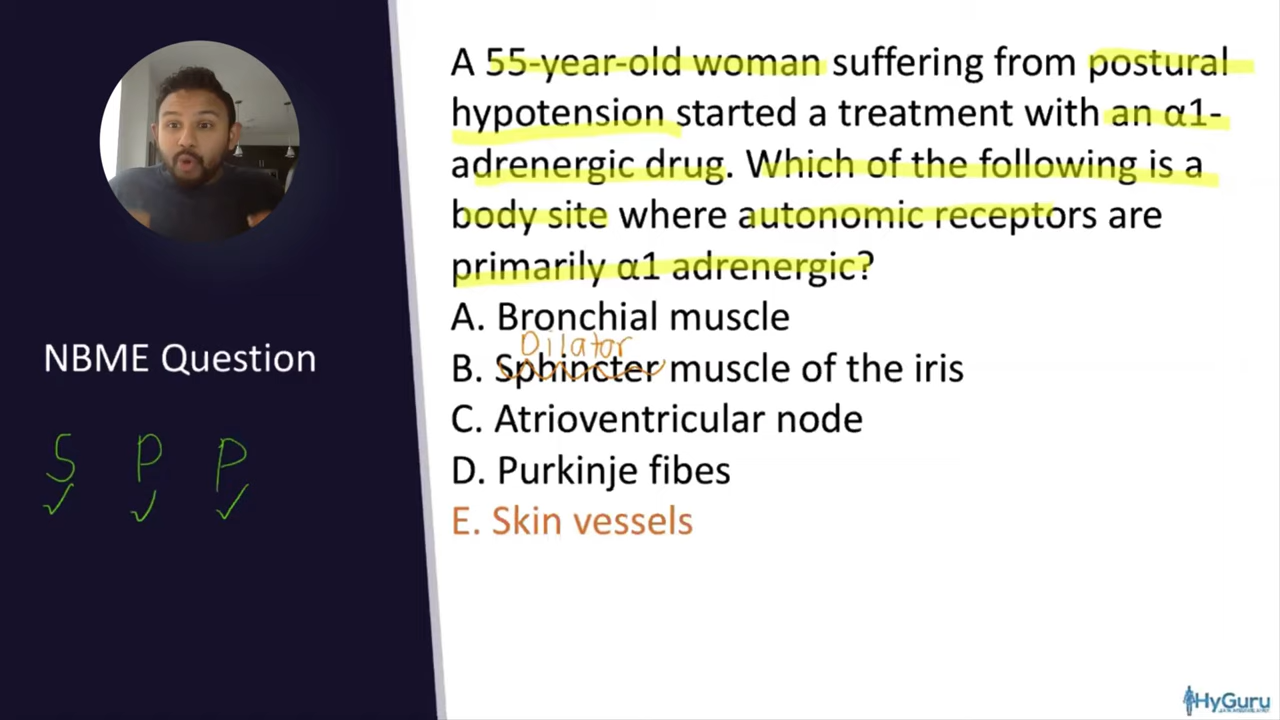 NBME Question
S P P
A 55-year-old woman suffering from postural
hypotension started a treatment with an α1-
adrenergic drug. Which of the following is a
body site where autonomic receptors are
primarily α1 adrenergic?
A. Bronchial muscle
Dilator
B. Sphincter muscle of the iris
C. Atrioventricular node
D. Purkinje fibes
E. Skin vessels
HyGuru